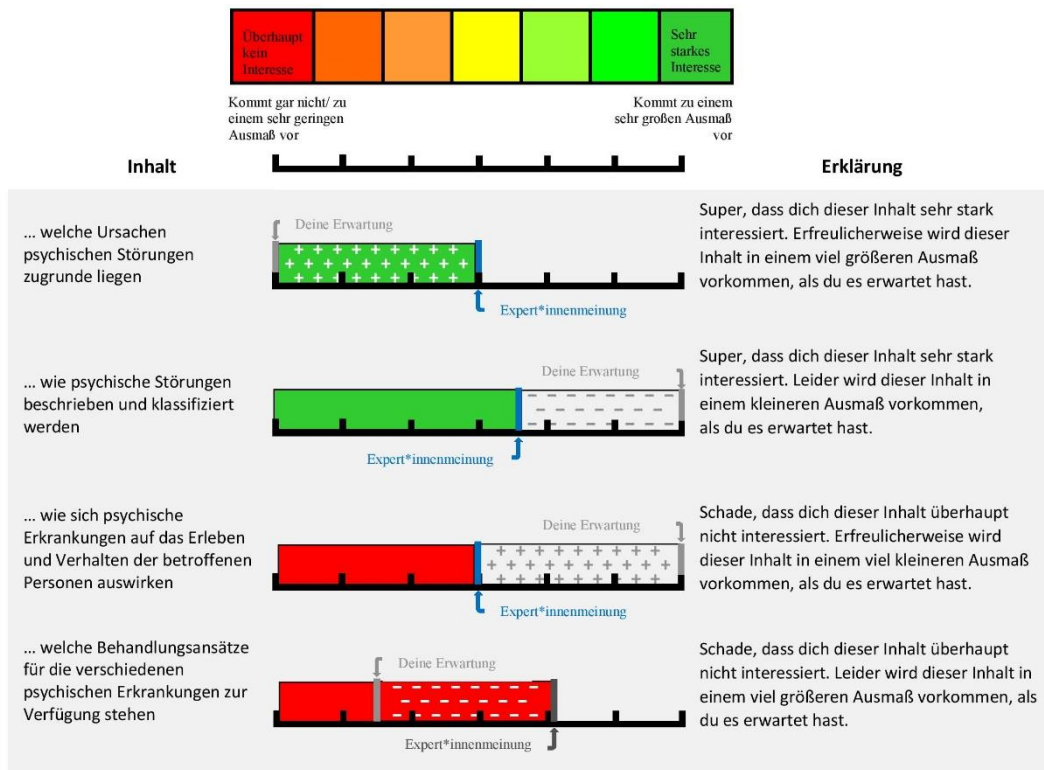 Überhaupt
kein
Interesse
Sehr
starkes
Interesse
Kommt gar nicht/ zu
einem sehr geringen
Ausmaß vor
Kommt zu einem
sehr großen Ausmaß
vor
Inhalt
Erklärung
... welche Ursachen
psychischen Störungen
zugrunde liegen
Deine Erwartung
Expert*innenmeinung
Super, dass dich dieser Inhalt sehr stark
interessiert. Erfreulicherweise wird dieser
Inhalt in einem viel größeren Ausmaß
vorkommen, als du es erwartet hast.
... wie psychische Störungen
beschrieben und klassifiziert
werden
Deine Erwartung
Expert*innenmeinung
Super, dass dich dieser Inhalt sehr stark
interessiert. Leider wird dieser Inhalt in
einem kleineren Ausmaß vorkommen,
als du es erwartet hast.
... wie sich psychische
Erkrankungen auf das Erleben
und Verhalten der betroffenen
Personen auswirken
Deine Erwartung
Expert*innenmeinung
Schade, dass dich dieser Inhalt überhaupt
nicht interessiert. Erfreulicherweise wird
dieser Inhalt in einem viel kleineren Ausmaß
vorkommen, als du es erwartet hast.
... welche Behandlungsansätze
für die verschiedenen
psychischen Erkrankungen zur
Verfügung stehen
Deine Erwartung
Expert*innenmeinung
Schade, dass dich dieser Inhalt überhaupt
nicht interessiert. Leider wird dieser Inhalt in
einem viel größeren Ausmaß vorkommen, als
du es erwartet hast.